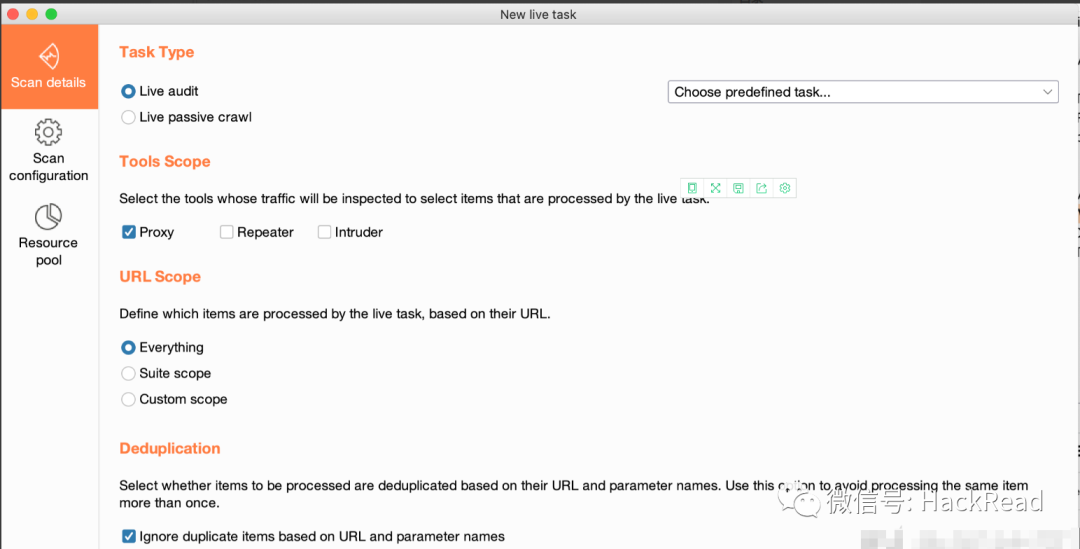 New live task
Scan details
Scan
configuration
Resource
pool
Task Type
Live audit
Choose predefined task...
Live passive crawl
Tools Scope
Select the tools whose traffic will be inspected to select items that are processed by the live task.
Proxy
Repeater
Intruder
URL Scope
Define which items are processed by the live task, based on their URL.
Everything
Suite scope
Custom scope
Deduplication
Select whether items to be processed are deduplicated based on their URL and parameter names. Use this option to avoid processing the same item
more than once.
微信号: HackRead
Ignore duplicate items based on URL and parameter names